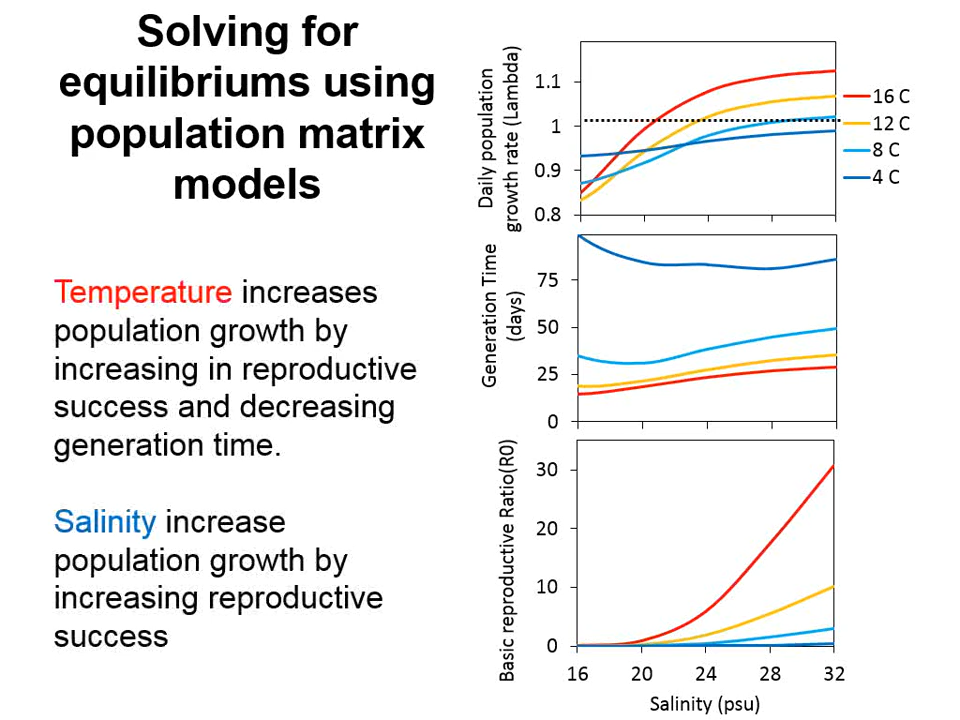 Solving for
equilibriums using
population matrix
models
Temperature increases
population growth by
increasing in reproductive
success and decreasing
generation time.
Salinity increase
population growth by
increasing reproductive
success
Daily population
growth rate (Lambda)
1.1
1
0.9
0.8
16 C
12 C
8 C
4 C
Generation Time
(days)
75
50
25
0
Basic reproductive Ratio(R0)
30
20
10
0
16 20 24 28 32
Salinity (psu)